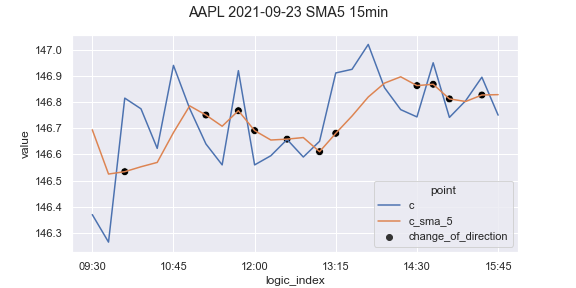 AAPL 2021-09-23 SMA5 15min
147.0
146.9
146.8
146.7
146.6
146.5
146.4
146.3
value
09:30
10:45
12:00
13:15
14:30
15:45
logic_index
point
c
c_sma_5
change_of_direction